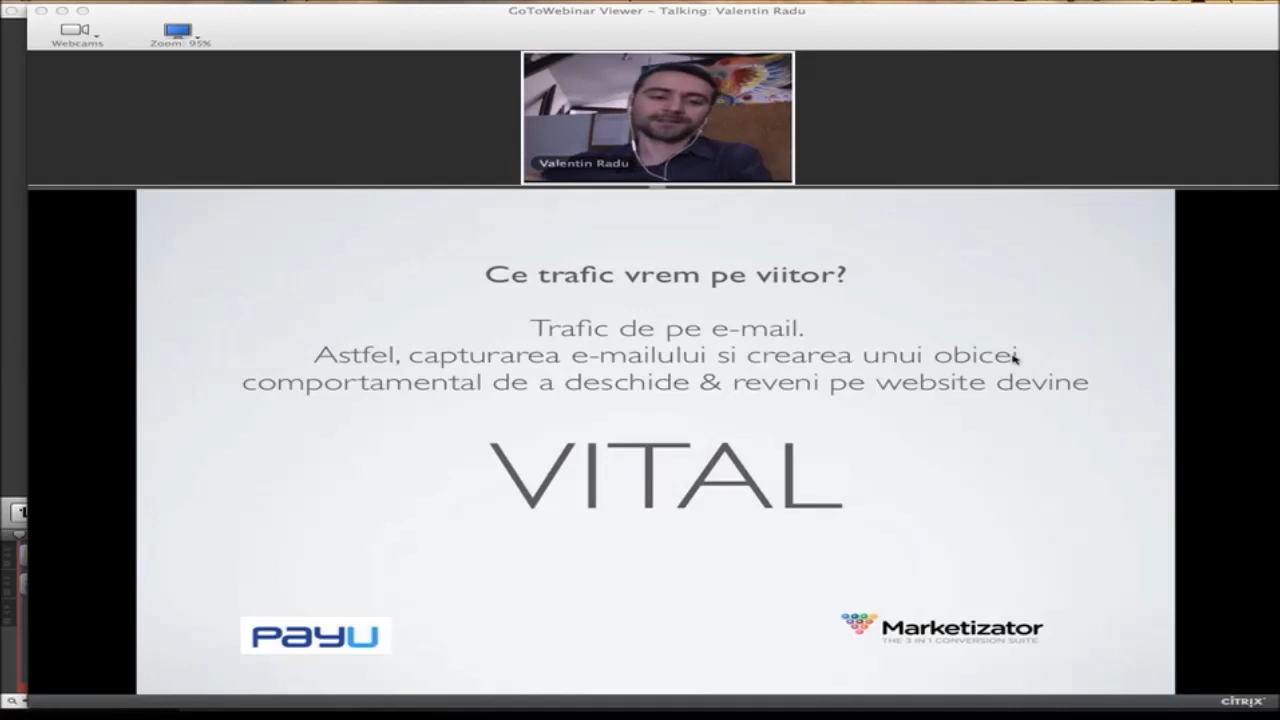 GoToWebinar Viewer – Talking: Valentin Radu
Webcams
Zoom: 95%
Valentin Radu
Ce trafic vrem pe viitor?
Trafic de pe e-mail.
Astfel, capturarea e-mailului si crearea unui obicei
comportamental de a deschide & reveni pe website devine
VITAL
PayU
Marketizator
THE 3 IN 1 CONVERSION SUITE
CITRIX